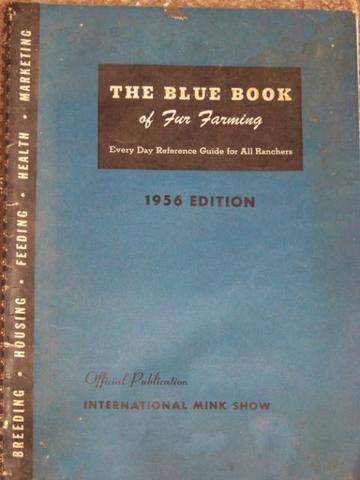 THE BLUE BOOK
of Fur Farming
Every Day Reference Guide for All Ranchers
1956 EDITION
Official Publication
INTERNATIONAL MINK SHOW
BREEDING • HOUSING • FEEDING • HEALTH • MARKETING